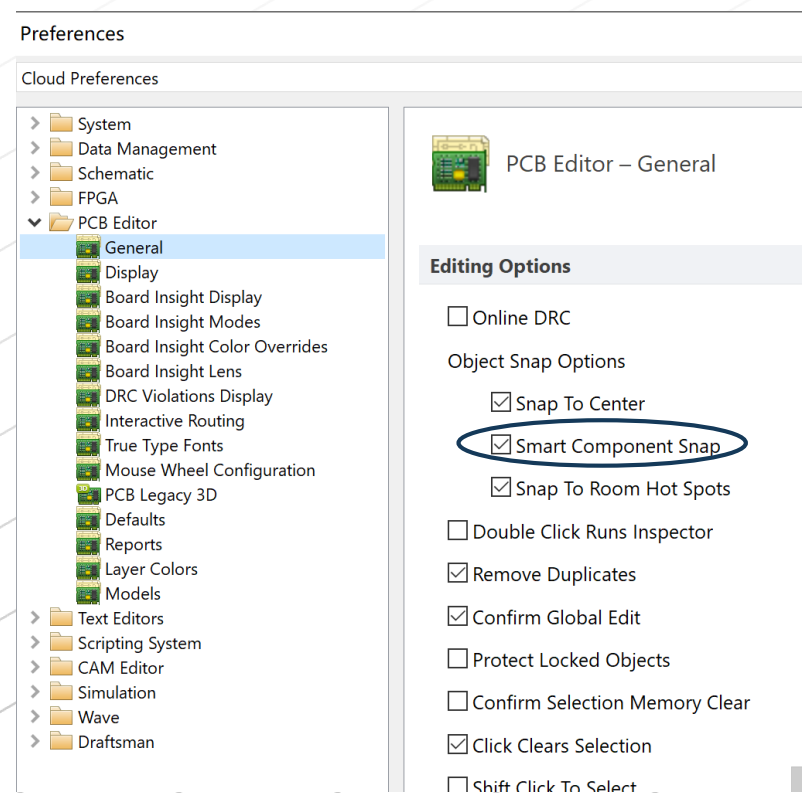 Preferences
Cloud Preferences
System
Data Management
Schematic
FPGA
PCB Editor
General
Display
Board Insight Display
Board Insight Modes
Board Insight Color Overrides
Board Insight Lens
DRC Violations Display
Interactive Routing
True Type Fonts
Mouse Wheel Configuration
PCB Legacy 3D
Defaults
Reports
Layer Colors
Models
Text Editors
Scripting System
CAM Editor
Simulation
Wave
Draftsman
PCB Editor – General
Editing Options
Online DRC
Object Snap Options
Snap To Center
Smart Component Snap
Snap To Room Hot Spots
Double Click Runs Inspector
Remove Duplicates
Confirm Global Edit
Protect Locked Objects
Confirm Selection Memory Clear
Click Clears Selection
Shift Click To Select